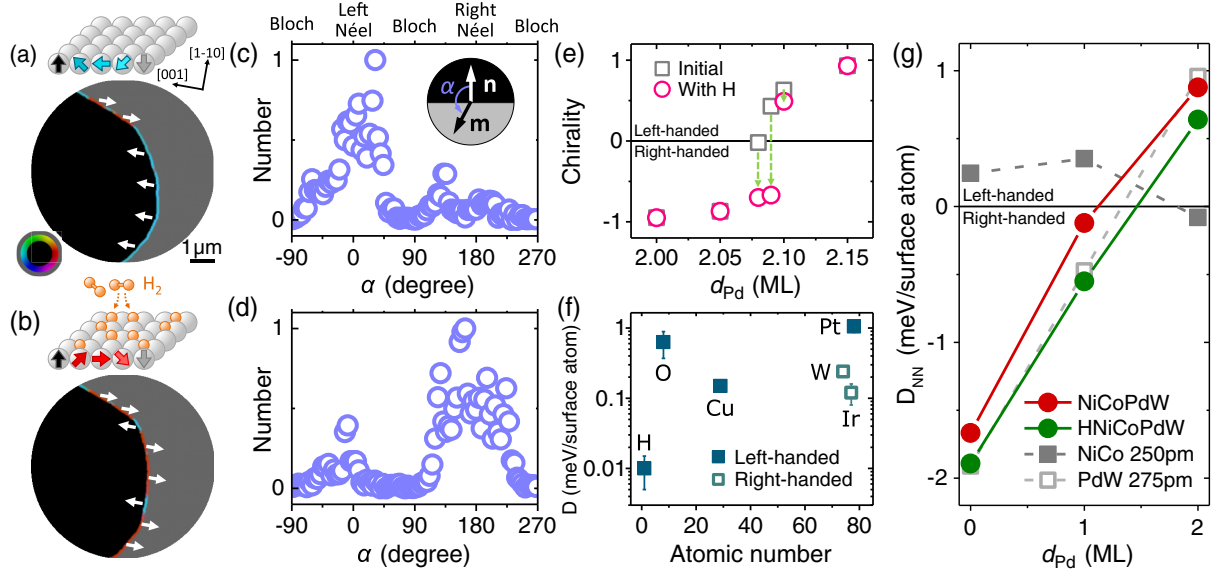 (a)
[1-10]
[001]
1μm
H₂
(b)
Bloch
Left
Néel
Bloch
Right
Néel
Bloch
(c)
n
α
m
Number
1
0
-90
0
90
180
270
α (degree)
(d)
Number
1
0
-90
0
90
180
270
α (degree)
(e)
Initial
With H
Left-handed
Right-handed
Chirality
1
0
-1
2.00
2.05
2.10
2.15
dPd (ML)
(f)
Pt
O
W
Cu
Ir
H
Left-handed
Right-handed
D (meV/surface atom)
1
0.1
0.01
0
20
40
60
80
Atomic number
(g)
Left-handed
Right-handed
DNN (meV/surface atom)
1
0
-1
-2
NiCoPdW
HNiCoPdW
NiCo 250pm
PdW 275pm
0
1
2
dPd (ML)